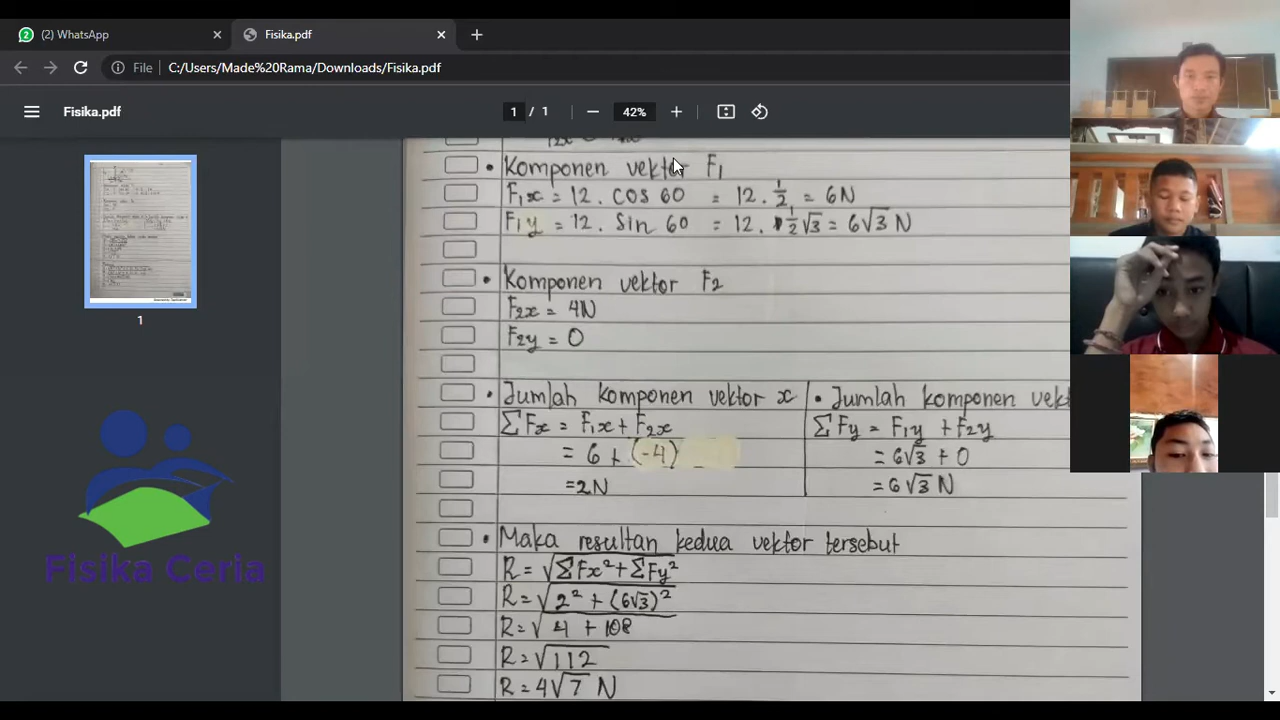 (2) WhatsApp
Fisika.pdf
File C:/Users/Made%20Rama/Downloads/Fisika.pdf
Fisika.pdf
1 / 1
42%
• Komponen vektor F₁
F₁x = 12 . cos 60 = 12 . ½ = 6N
F₁y = 12 . Sin 60 = 12 . ½√3 = 6√3 N
• Komponen vektor F₂
F₂x = 4N
F₂y = 0
• Jumlah komponen vektor x
ΣFx = F₁x + F₂x
= 6 + (-4)
= 2N
• Jumlah komponen vekt
ΣFy = F₁y + F₂y
= 6√3 + 0
= 6√3 N
• Maka resultan kedua vektor tersebut
R = √ΣFx² + ΣFy²
R = √2² + (6√3)²
R = √4 + 108
R = √112
R = 4√7 N
1
Fisika Ceria